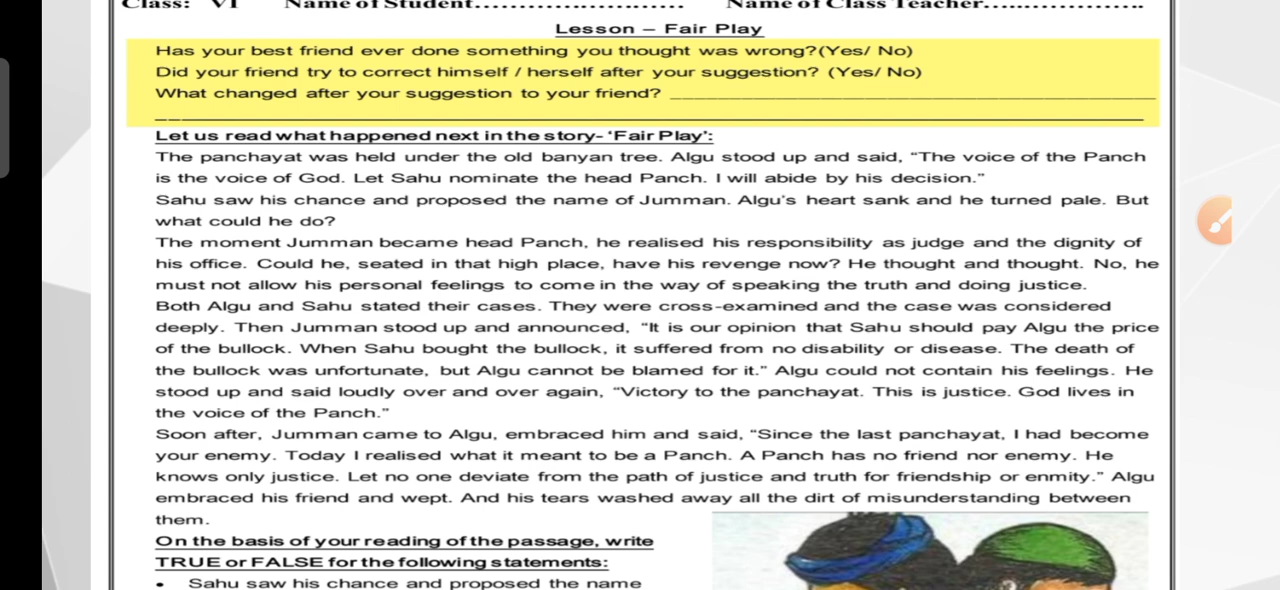 Class: VI Name of Student........................ Name of Class Teacher...................
Lesson – Fair Play
Has your best friend ever done something you thought was wrong?(Yes/ No)
Did your friend try to correct himself / herself after your suggestion? (Yes/ No)
What changed after your suggestion to your friend? ______________________________
______________________________
Let us read what happened next in the story- ‘Fair Play’:
The panchayat was held under the old banyan tree. Algu stood up and said, “The voice of the Panch
is the voice of God. Let Sahu nominate the head Panch. I will abide by his decision.”
Sahu saw his chance and proposed the name of Jumman. Algu’s heart sank and he turned pale. But
what could he do?
The moment Jumman became head Panch, he realised his responsibility as judge and the dignity of
his office. Could he, seated in that high place, have his revenge now? He thought and thought. No, he
must not allow his personal feelings to come in the way of speaking the truth and doing justice.
Both Algu and Sahu stated their cases. They were cross-examined and the case was considered
deeply. Then Jumman stood up and announced, “It is our opinion that Sahu should pay Algu the price
of the bullock. When Sahu bought the bullock, it suffered from no disability or disease. The death of
the bullock was unfortunate, but Algu cannot be blamed for it.” Algu could not contain his feelings. He
stood up and said loudly over and over again, “Victory to the panchayat. This is justice. God lives in
the voice of the Panch.”
Soon after, Jumman came to Algu, embraced him and said, “Since the last panchayat, I had become
your enemy. Today I realised what it meant to be a Panch. A Panch has no friend nor enemy. He
knows only justice. Let no one deviate from the path of justice and truth for friendship or enmity.” Algu
embraced his friend and wept. And his tears washed away all the dirt of misunderstanding between
them.
On the basis of your reading of the passage, write
TRUE or FALSE for the following statements:
• Sahu saw his chance and proposed the name